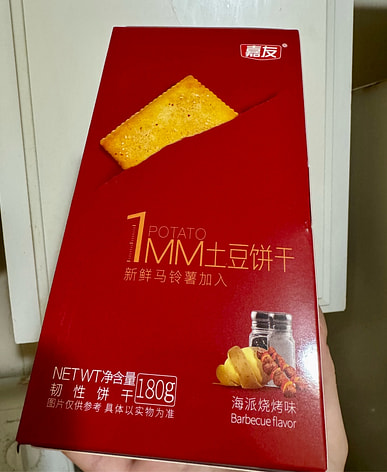 嘉友®
POTATO
1MM土豆饼干
新鲜马铃薯加入
NET WT.净含量
韧性饼干 180g
图片仅供参考 具体以实物为准
海派烧烤味
Barbecue flavor